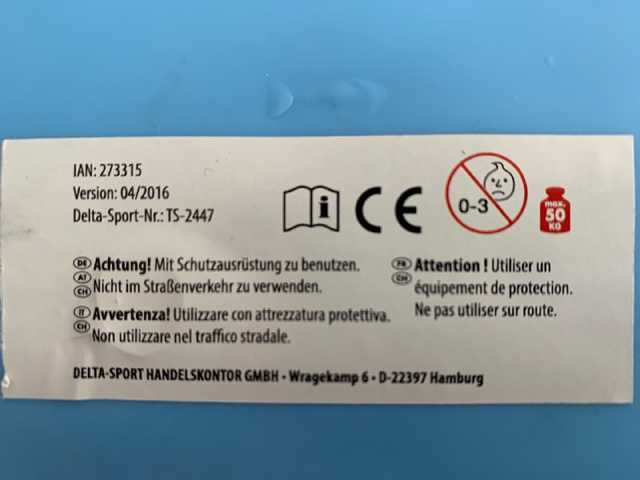 IAN: 273315
Version: 04/2016
Delta-Sport-Nr.: TS-2447
i
CE
0-3
max.
50
KG
DE AT CH
Achtung! Mit Schutzausrüstung zu benutzen.
Nicht im Straßenverkehr zu verwenden.
IT CH
Avvertenza! Utilizzare con attrezzatura protettiva.
Non utilizzare nel traffico stradale.
FR CH
Attention ! Utiliser un
équipement de protection.
Ne pas utiliser sur route.
DELTA-SPORT HANDELSKONTOR GMBH • Wragekamp 6 • D-22397 Hamburg